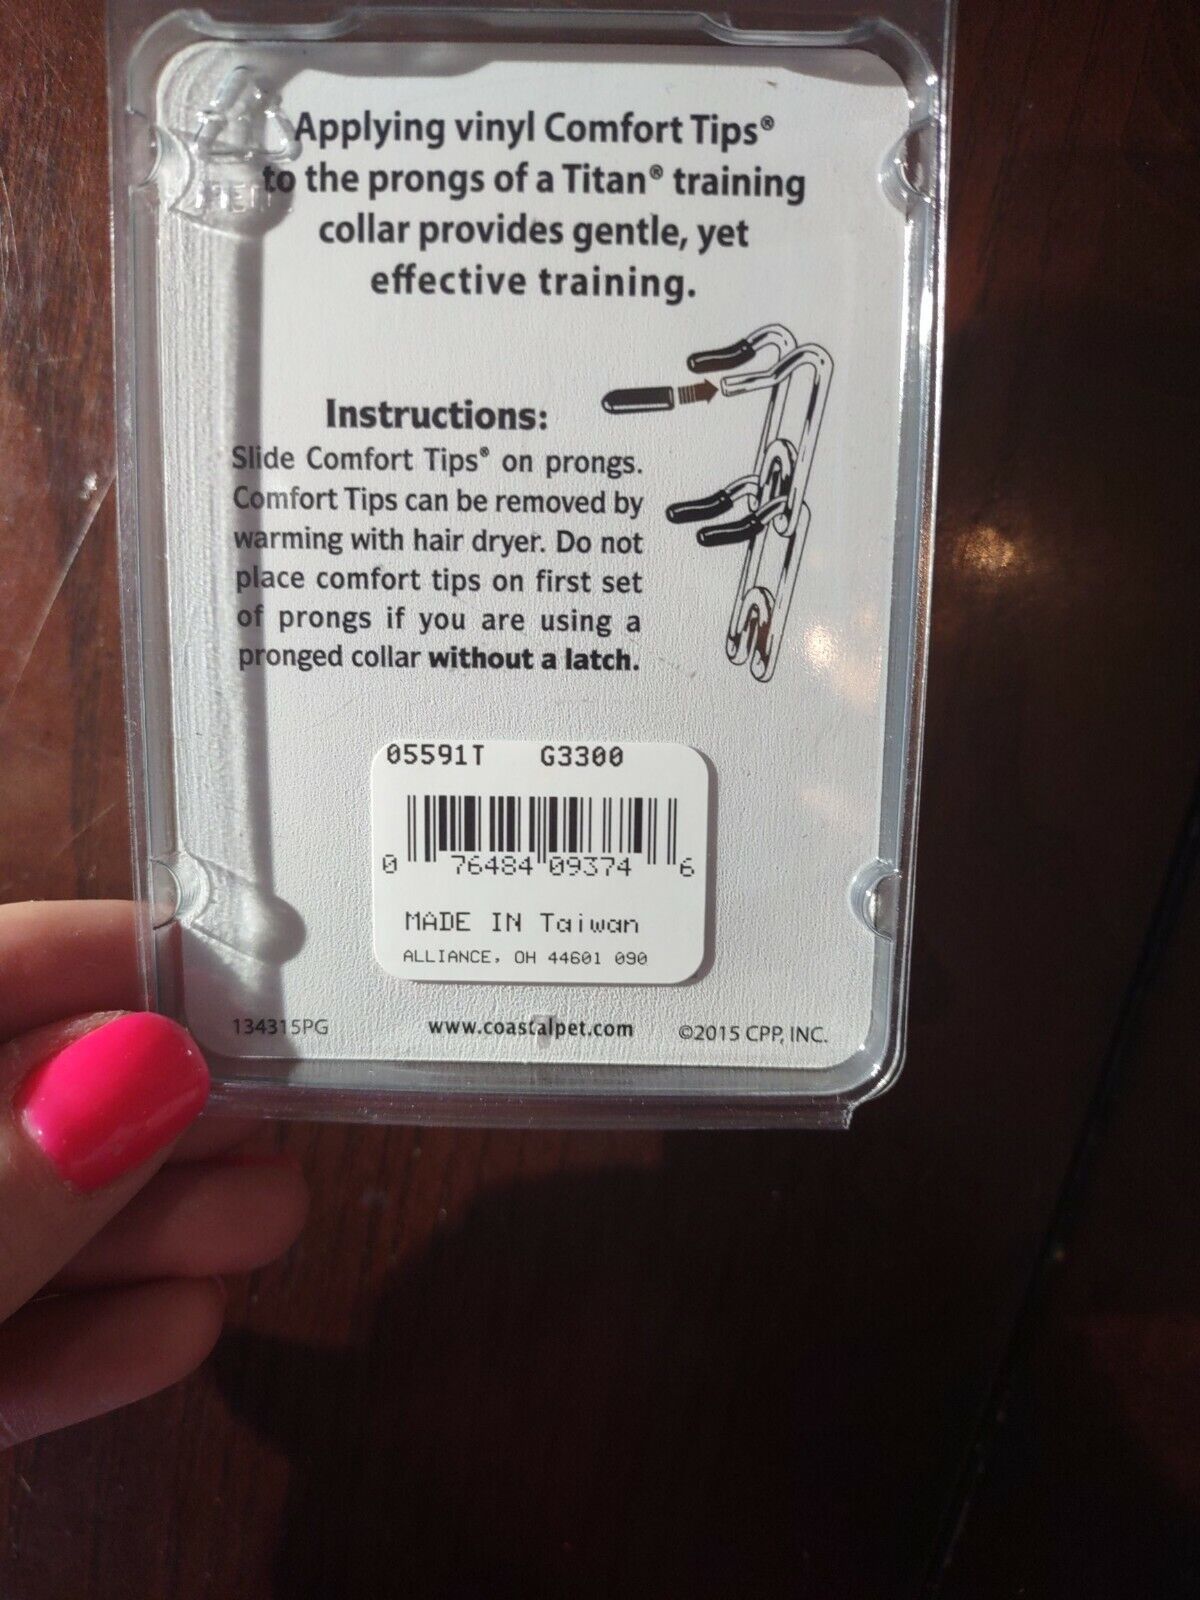 Applying vinyl Comfort Tips®
to the prongs of a Titan® training
collar provides gentle, yet
effective training.
Instructions:
Slide Comfort Tips® on prongs.
Comfort Tips can be removed by
warming with hair dryer. Do not
place comfort tips on first set
of prongs if you are using a
pronged collar without a latch.
05591T G3300
0 76484 09374 6
MADE IN Taiwan
ALLIANCE, OH 44601 090
134315PG www.coastalpet.com ©2015 CPP, INC.